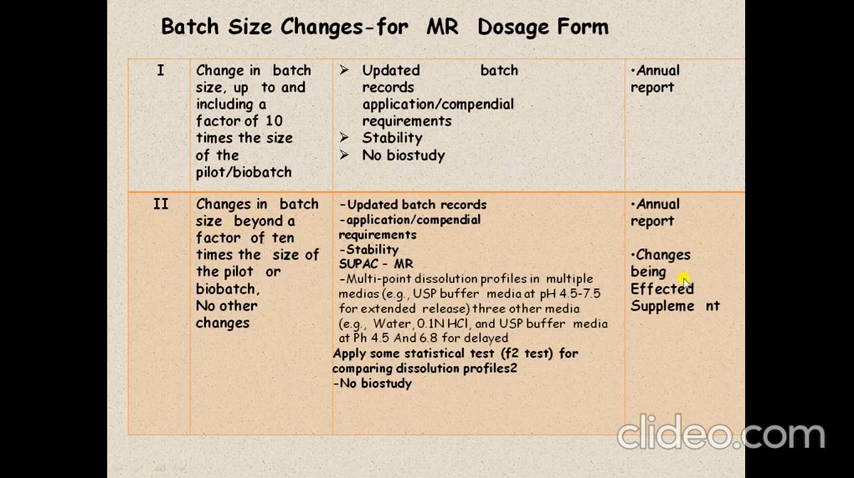 Batch Size Changes-for MR Dosage Form
I
Change in batch
size, up to and
including a
factor of 10
times the size
of the
pilot/biobatch
➢ Updated batch
records
application/compendial
requirements
➢ Stability
➢ No biostudy
•Annual
report
II
Changes in batch
size beyond a
factor of ten
times the size of
the pilot or
biobatch,
No other
changes
-Updated batch records
-application/compendial
requirements
-Stability
SUPAC - MR
-Multi-point dissolution profiles in multiple
medias (e.g., USP buffer media at pH 4.5-7.5
for extended release) three other media
(e.g., Water, 0.1N HCl, and USP buffer media
at Ph 4.5 And 6.8 for delayed
Apply some statistical test (f2 test) for
comparing dissolution profiles2
-No biostudy
•Annual
report
•Changes
being
Effected
Suppleme nt
clideo.com